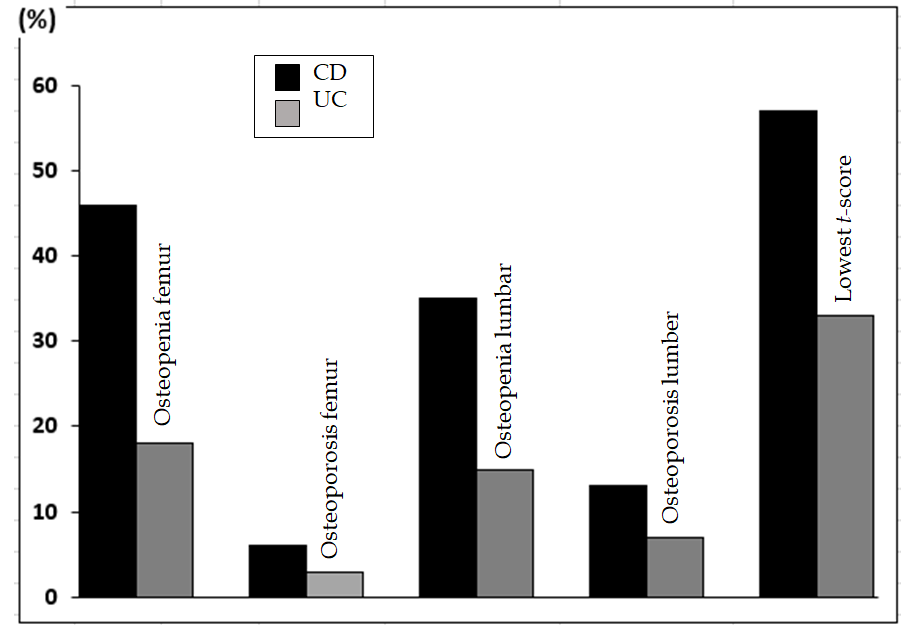 (%)
CD
UC
60
50
40
30
20
10
0
Osteopenia femur
Osteoporosis femur
Osteopenia lumbar
Osteoporosis lumber
Lowest t-score